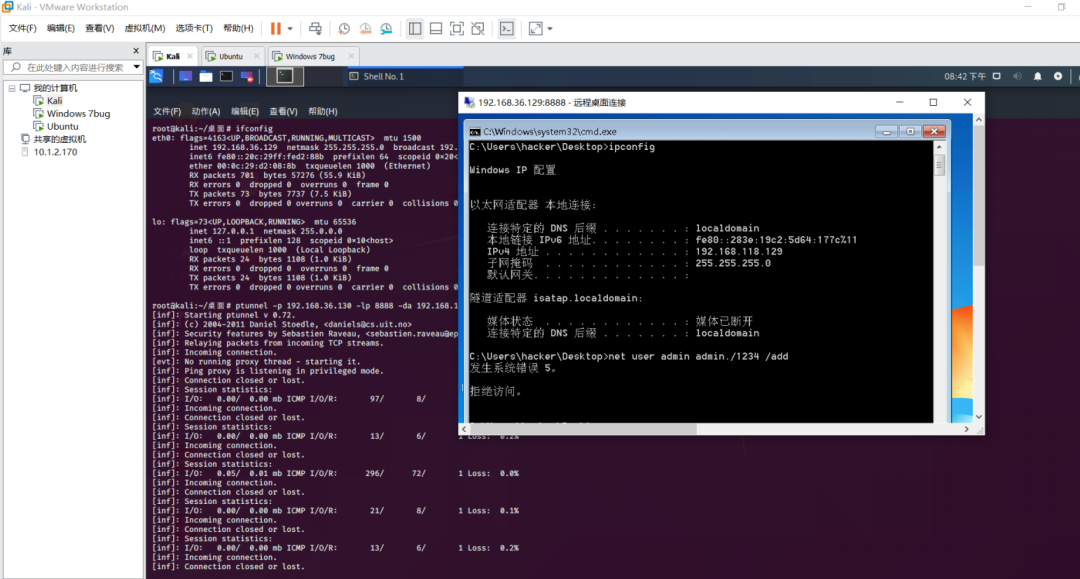 Kali - VMware Workstation
文件(F) 编辑(E) 查看(V) 虚拟机(M) 选项卡(T) 帮助(H)
库
在此处键入内容进行搜索
我的计算机
Kali
Windows 7bug
Ubuntu
共享的虚拟机
10.1.2.170
Kali Ubuntu Windows 7bug
Shell No. 1
08:42 下午
文件(F) 动作(A) 编辑(E) 查看(V) 帮助(H)
root@kali:~/桌面# ifconfig
eth0: flags=4163<UP,BROADCAST,RUNNING,MULTICAST> mtu 1500
inet 192.168.36.129 netmask 255.255.255.0 broadcast 192.
inet6 fe80::20c:29ff:fed2:88b prefixlen 64 scopeid 0×20<
ether 00:0c:29:d2:08:8b txqueuelen 1000 (Ethernet)
RX packets 701 bytes 57276 (55.9 KiB)
RX errors 0 dropped 0 overruns 0 frame 0
TX packets 73 bytes 7737 (7.5 KiB)
TX errors 0 dropped 0 overruns 0 carrier 0 collisions 0
lo: flags=73<UP,LOOPBACK,RUNNING> mtu 65536
inet 127.0.0.1 netmask 255.0.0.0
inet6 ::1 prefixlen 128 scopeid 0×10<host>
loop txqueuelen 1000 (Local Loopback)
RX packets 24 bytes 1108 (1.0 KiB)
RX errors 0 dropped 0 overruns 0 frame 0
TX packets 24 bytes 1108 (1.0 KiB)
TX errors 0 dropped 0 overruns 0 carrier 0 collisions 0
root@kali:~/桌面# ptunnel -p 192.168.36.130 -lp 8888 -da 192.168.1
[inf]: Starting ptunnel v 0.72.
[inf]: (c) 2004-2011 Daniel Stoedle, <daniels@cs.uit.no>
[inf]: Security features by Sebastien Raveau, <sebastien.raveau@ep
[inf]: Relaying packets from incoming TCP streams.
[inf]: Incoming connection.
[evt]: No running proxy thread - starting it.
[inf]: Ping proxy is listening in privileged mode.
[inf]: Connection closed or lost.
[inf]: Session statistics:
[inf]: I/O: 0.00/ 0.00 mb ICMP I/O/R: 97/ 8/
[inf]: Incoming connection.
[inf]: Connection closed or lost.
[inf]: Session statistics:
[inf]: I/O: 0.00/ 0.00 mb ICMP I/O/R: 13/ 6/ 1 Loss: 0.2%
[inf]: Incoming connection.
[inf]: Connection closed or lost.
[inf]: Session statistics:
[inf]: I/O: 0.05/ 0.01 mb ICMP I/O/R: 296/ 72/ 1 Loss: 0.0%
[inf]: Incoming connection.
[inf]: Connection closed or lost.
[inf]: Session statistics:
[inf]: I/O: 0.00/ 0.00 mb ICMP I/O/R: 21/ 8/ 1 Loss: 0.1%
[inf]: Incoming connection.
[inf]: Connection closed or lost.
[inf]: Session statistics:
[inf]: I/O: 0.00/ 0.00 mb ICMP I/O/R: 13/ 6/ 1 Loss: 0.2%
[inf]: Incoming connection.
[inf]: Connection closed or lost.
192.168.36.129:8888 - 远程桌面连接
C:\Windows\system32\cmd.exe
C:\Users\hacker\Desktop>ipconfig
Windows IP 配置
以太网适配器 本地连接:
连接特定的 DNS 后缀 . . . . . . . : localdomain
本地链接 IPv6 地址. . . . . . . . : fe80::283e:19c2:5d64:177c%11
IPv4 地址 . . . . . . . . . . . . : 192.168.118.129
子网掩码 . . . . . . . . . . . . : 255.255.255.0
默认网关. . . . . . . . . . . . . :
隧道适配器 isatap.localdomain:
媒体状态 . . . . . . . . . . . . : 媒体已断开
连接特定的 DNS 后缀 . . . . . . . : localdomain
C:\Users\hacker\Desktop>net user admin admin./1234 /add
发生系统错误 5。
拒绝访问。